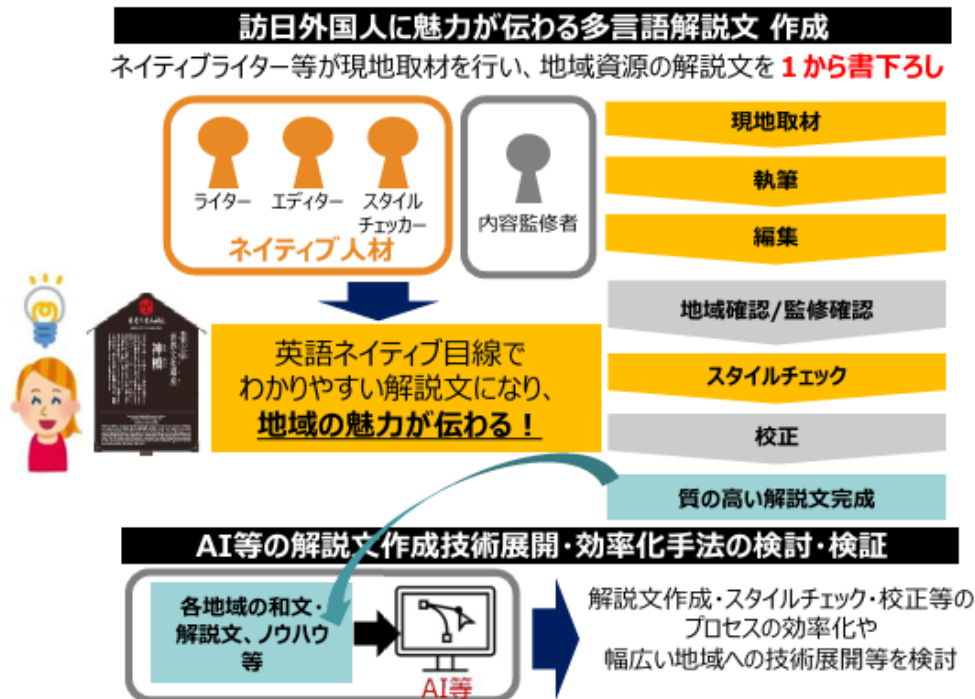 訪日外国人に魅力が伝わる多言語解説文 作成
ネイティブライター等が現地取材を行い、地域資源の解説文を１から書下ろし
ライター
エディター
スタイル
チェッカー
ネイティブ人材
内容監修者
現地取材
執筆
編集
地域確認/監修確認
スタイルチェック
校正
質の高い解説文完成
神楼
英語ネイティブ目線で
わかりやすい解説文になり、
地域の魅力が伝わる！
AI等の解説文作成技術展開・効率化手法の検討・検証
各地域の和文・
解説文、ノウハウ
等
AI等
解説文作成・スタイルチェック・校正等の
プロセスの効率化や
幅広い地域への技術展開等を検討